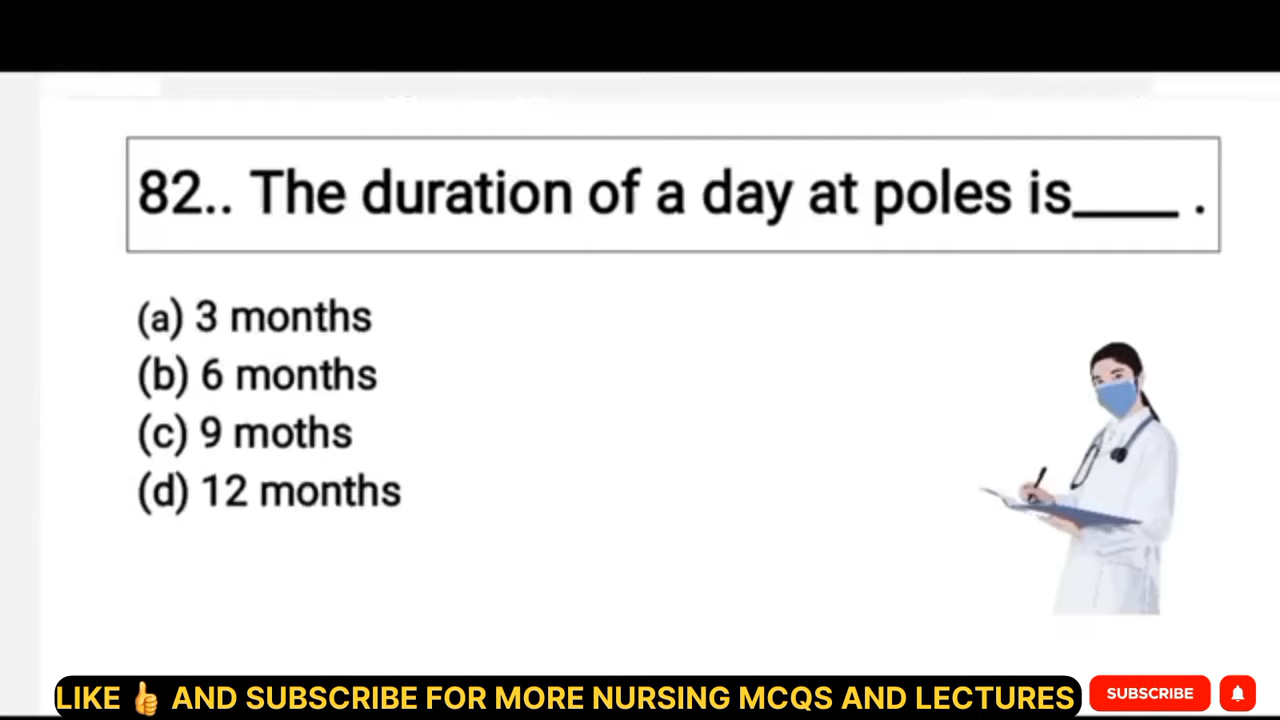 82.. The duration of a day at poles is____ .
(a) 3 months
(b) 6 months
(c) 9 moths
(d) 12 months
LIKE 👍 AND SUBSCRIBE FOR MORE NURSING MCQS AND LECTURES
SUBSCRIBE